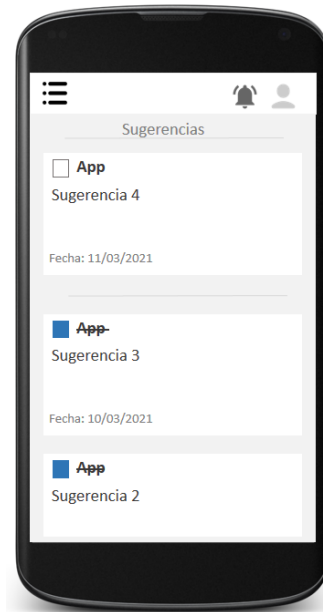 Sugerencias
App
Sugerencia 4
Fecha: 11/03/2021
App
Sugerencia 3
Fecha: 10/03/2021
App
Sugerencia 2